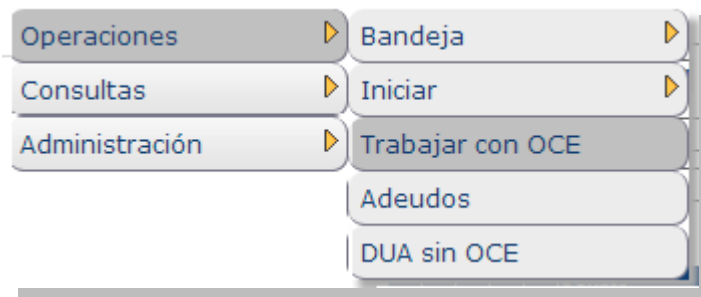 Operaciones
Consultas
Administración
Bandeja
Iniciar
Trabajar con OCE
Adeudos
DUA sin OCE